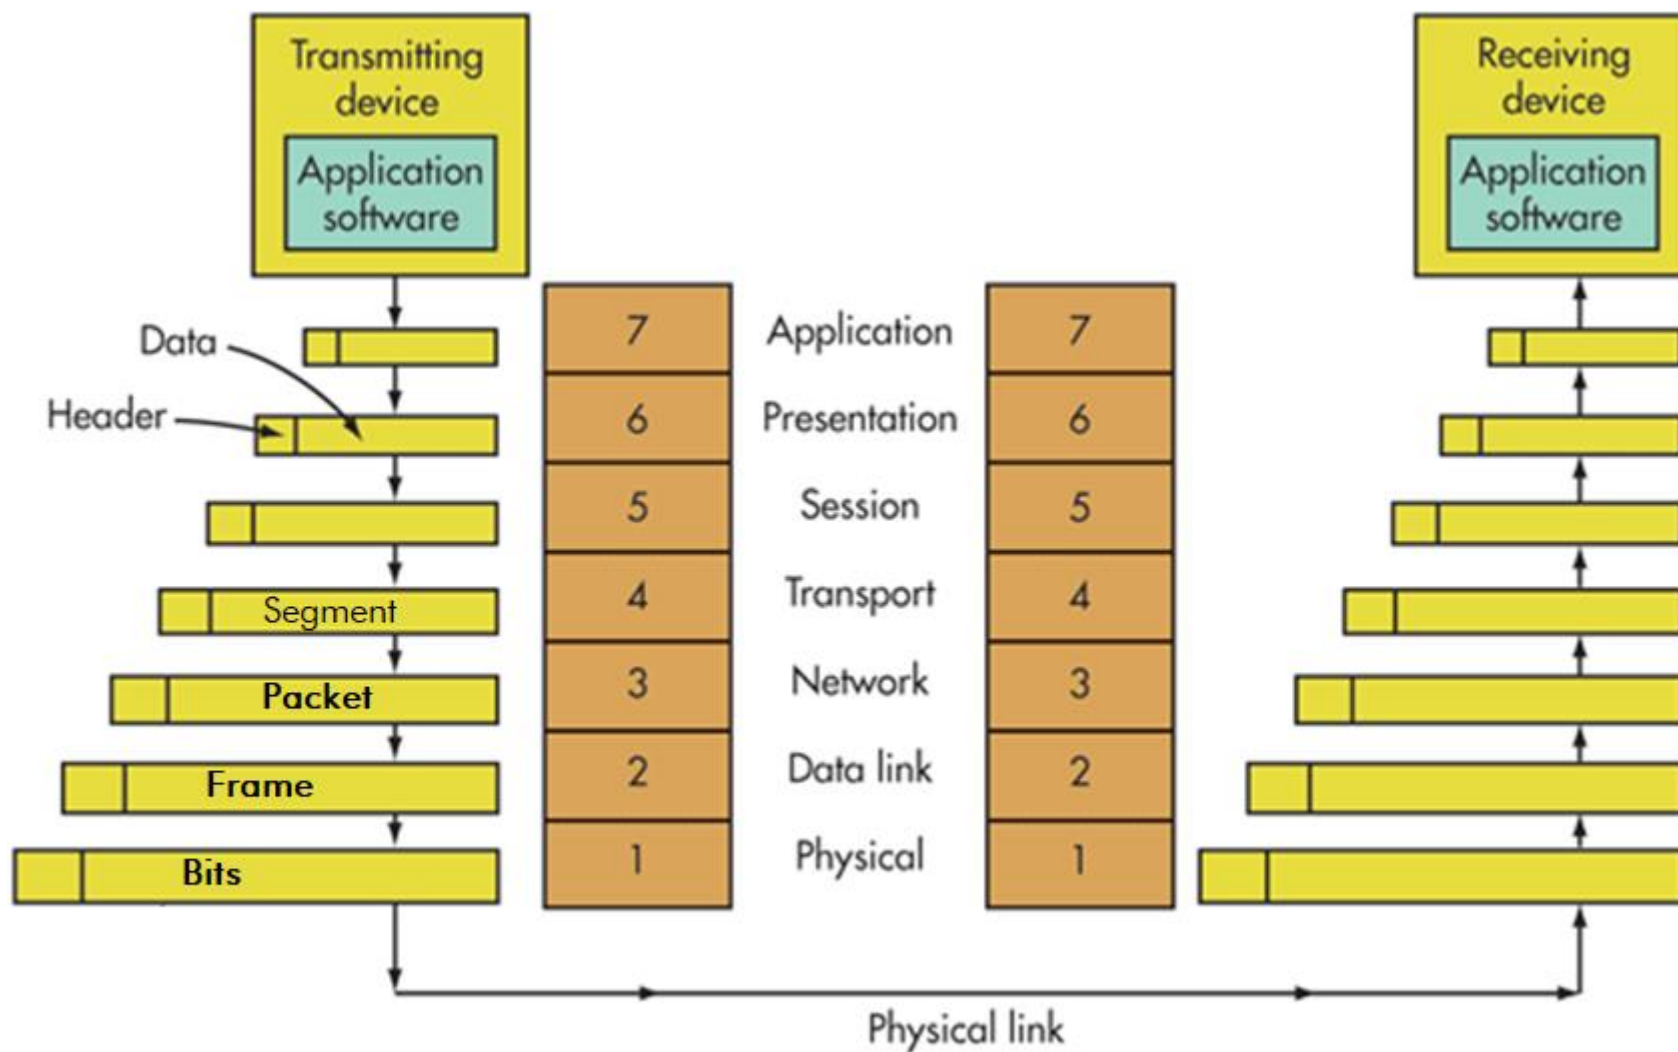 Transmitting
device
Application
software
Receiving
device
Application
software
Data
Header
7
Application
7
6
Presentation
6
5
Session
5
Segment
4
Transport
4
Packet
3
Network
3
Frame
2
Data link
2
Bits
1
Physical
1
Physical link